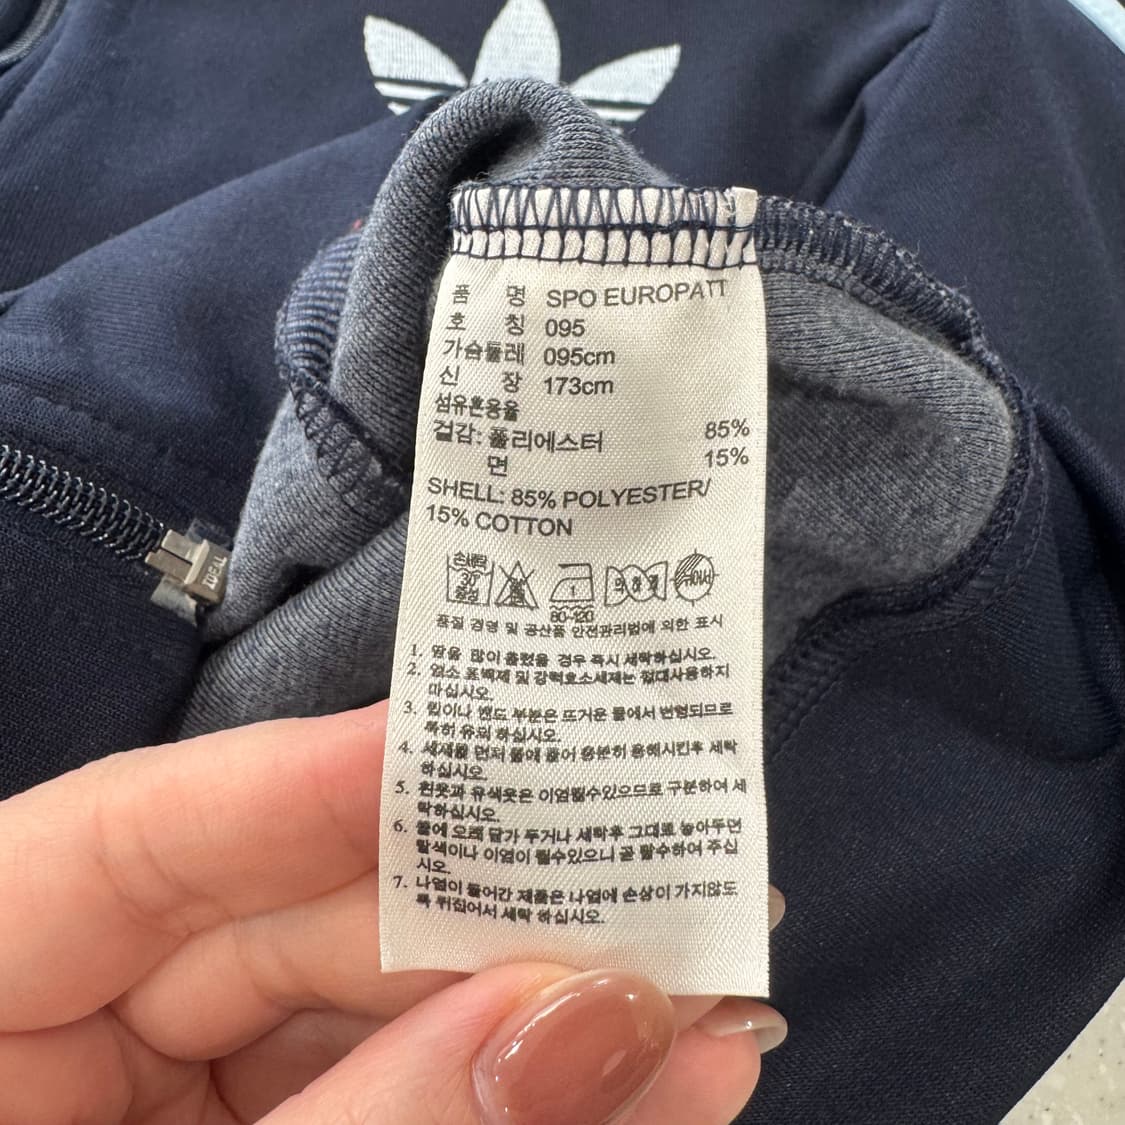 품 명 SPO EUROPA TT
호 칭 095
가슴둘레 095cm
신 장 173cm
섬유혼용율
겉감: 폴리에스터 85%
면 15%
SHELL: 85% POLYESTER/
15% COTTON
손세탁
30°
중성
80~120
품질 경영 및 공산품 안전관리법에 의한 표시
1. 땀을 많이 흘렸을 경우 즉시 세탁하십시오.
2. 염소 표백제 및 강력효소세제는 절대사용하지
마십시오.
3. 립이나 밴드 부분은 뜨거운 물에서 변형되므로
특히 유의 하십시오.
4. 세제를 먼저 물에 풀어 충분히 용해시킨후 세탁
하십시오.
5. 흰옷과 유색옷은 이염될수있으므로 구분하여 세
탁하십시오.
6. 물에 오래 담가 두거나 세탁후 그대로 놓아두면
탈색이나 이염이 될수있으니 곧 탈수하여 주십
시오.
7. 나염이 들어간 제품은 나염에 손상이 가지않도
록 뒤집어서 세탁 하십시오.
IDEAL